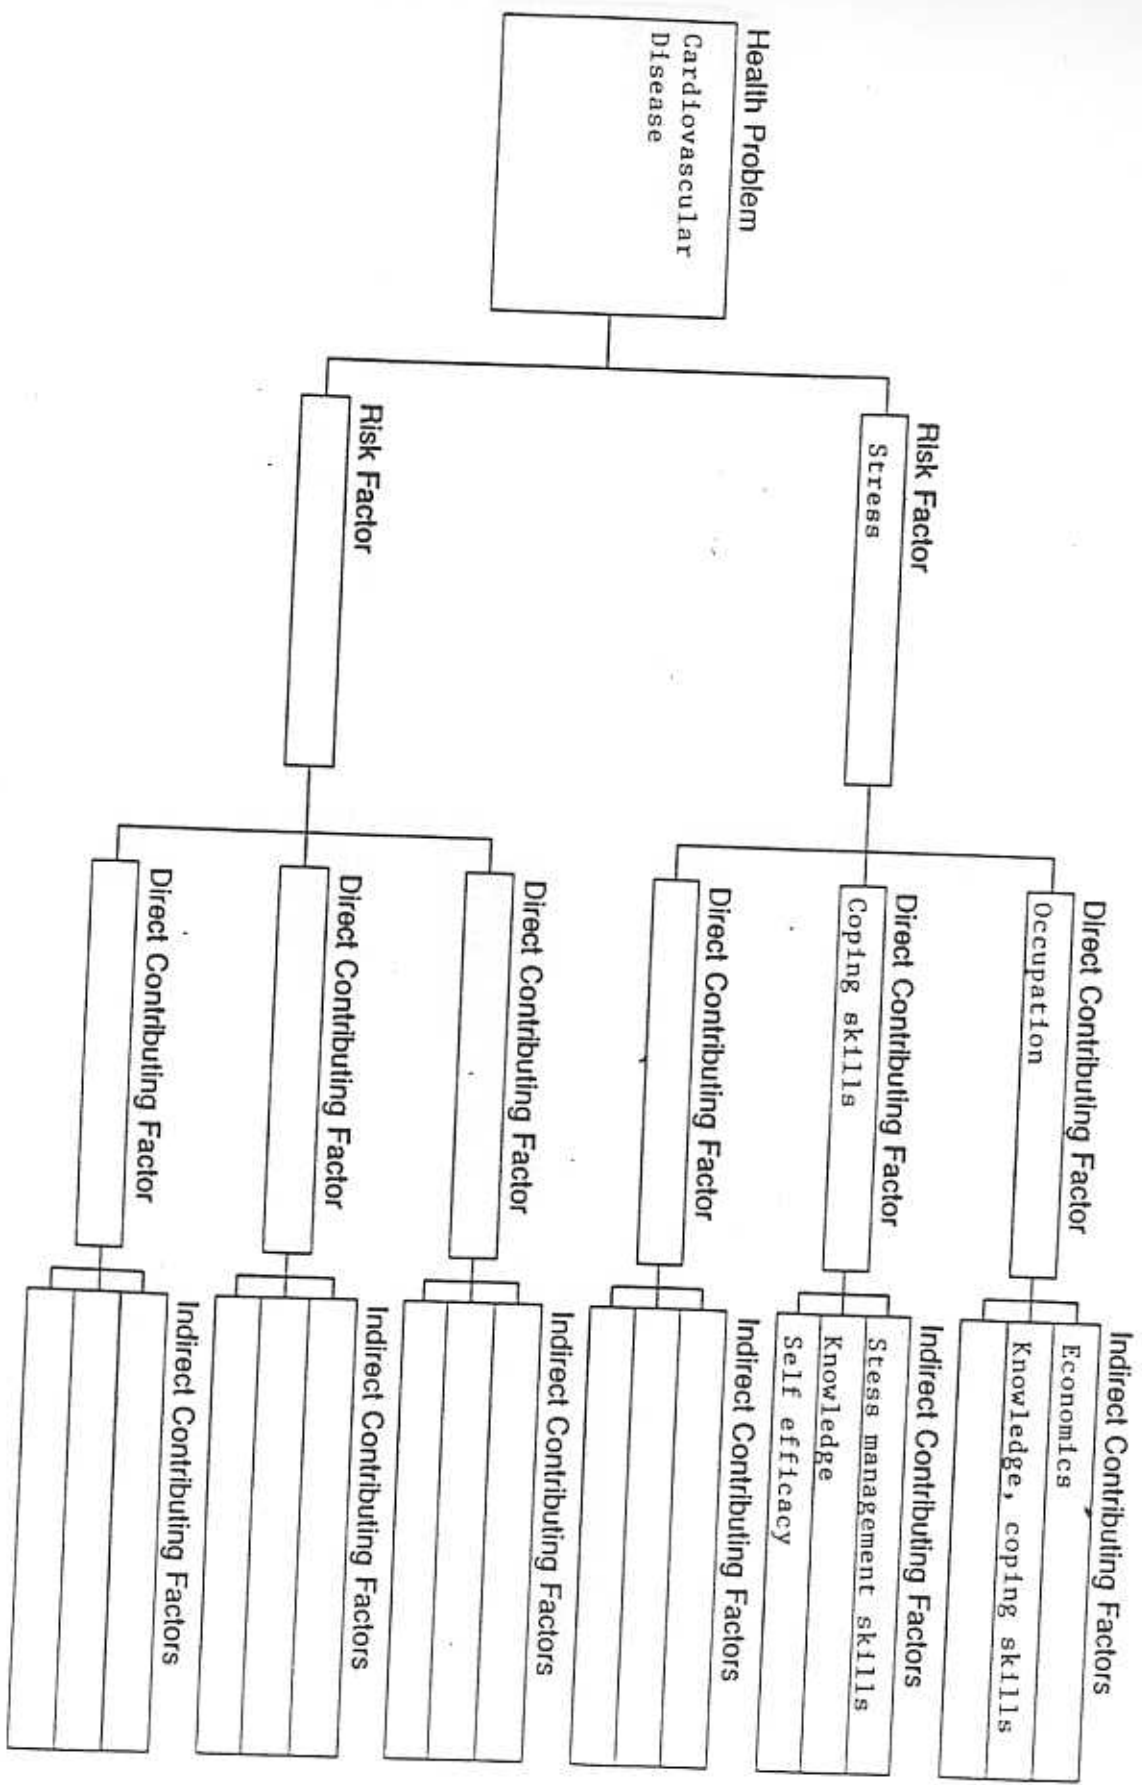 Health Problem
Cardiovascular
Disease
Risk Factor
Stress
Direct Contributing Factor
Occupation
Indirect Contributing Factors
Economics
Knowledge, coping skills
Direct Contributing Factor
Coping skills
Indirect Contributing Factors
Stess management skills
Knowledge
Self efficacy
Direct Contributing Factor
Indirect Contributing Factors
Risk Factor
Direct Contributing Factor
Indirect Contributing Factors
Direct Contributing Factor
Indirect Contributing Factors
Direct Contributing Factor
Indirect Contributing Factors